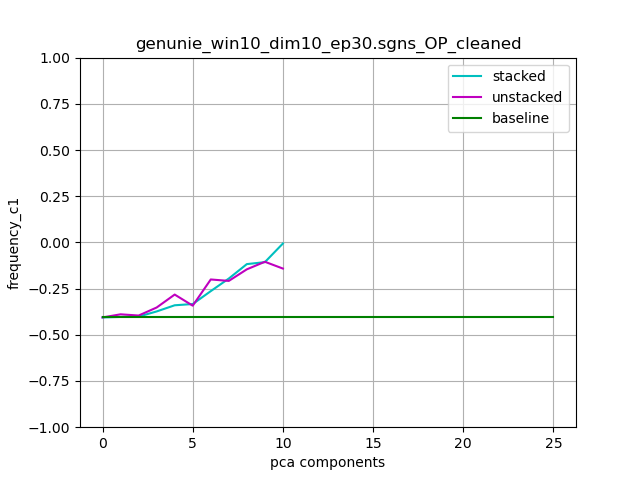 genunie_win10_dim10_ep30.sgns_OP_cleaned
1.00
0.75
0.50
0.25
0.00
−0.25
−0.50
−0.75
−1.00
frequency_c1
stacked
unstacked
baseline
0 5 10 15 20 25
pca components